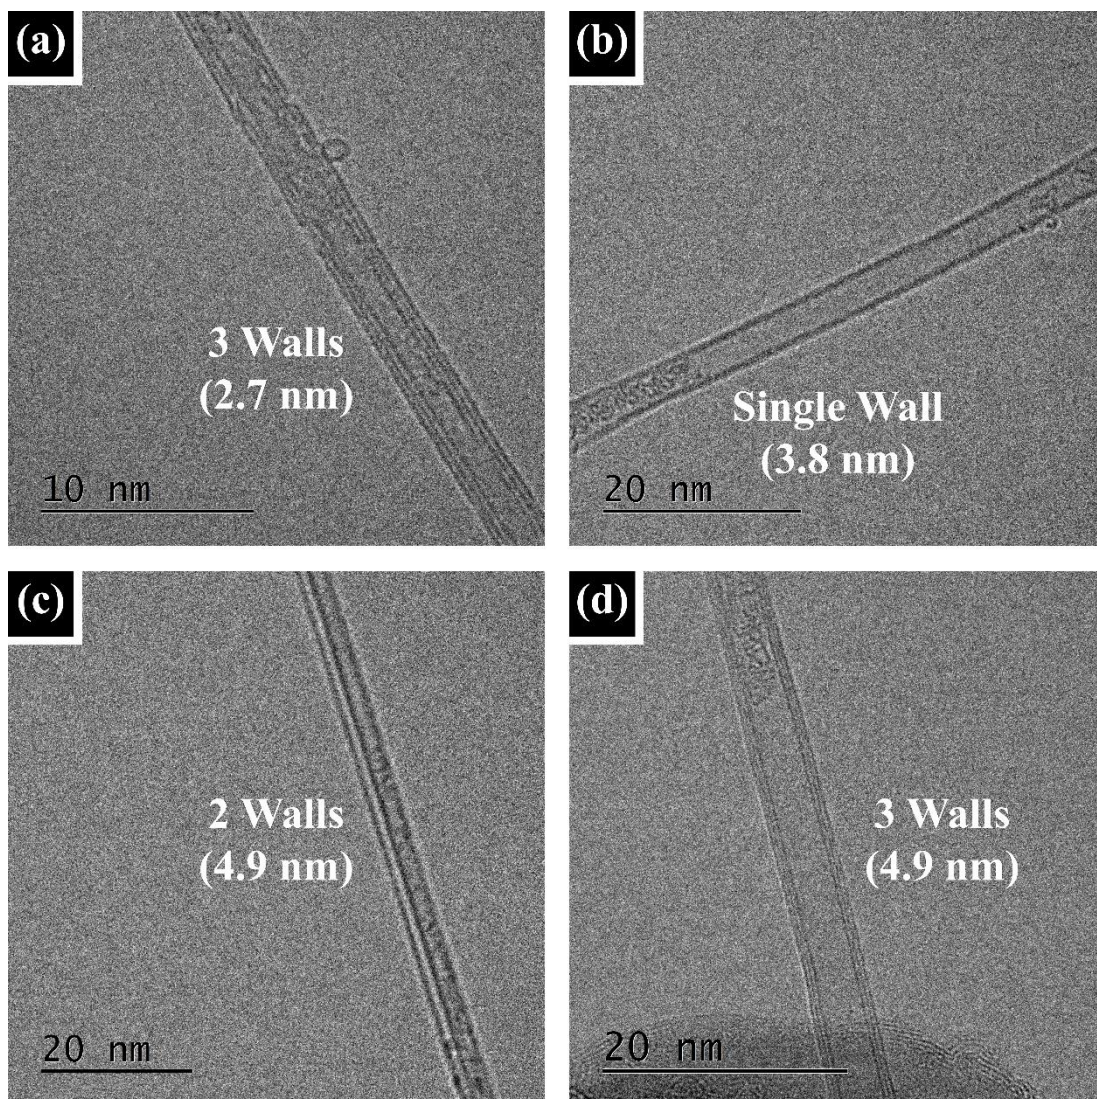 (a)
3 Walls
(2.7 nm)
10 nm
(b)
Single Wall
(3.8 nm)
20 nm
(c)
2 Walls
(4.9 nm)
20 nm
(d)
3 Walls
(4.9 nm)
20 nm